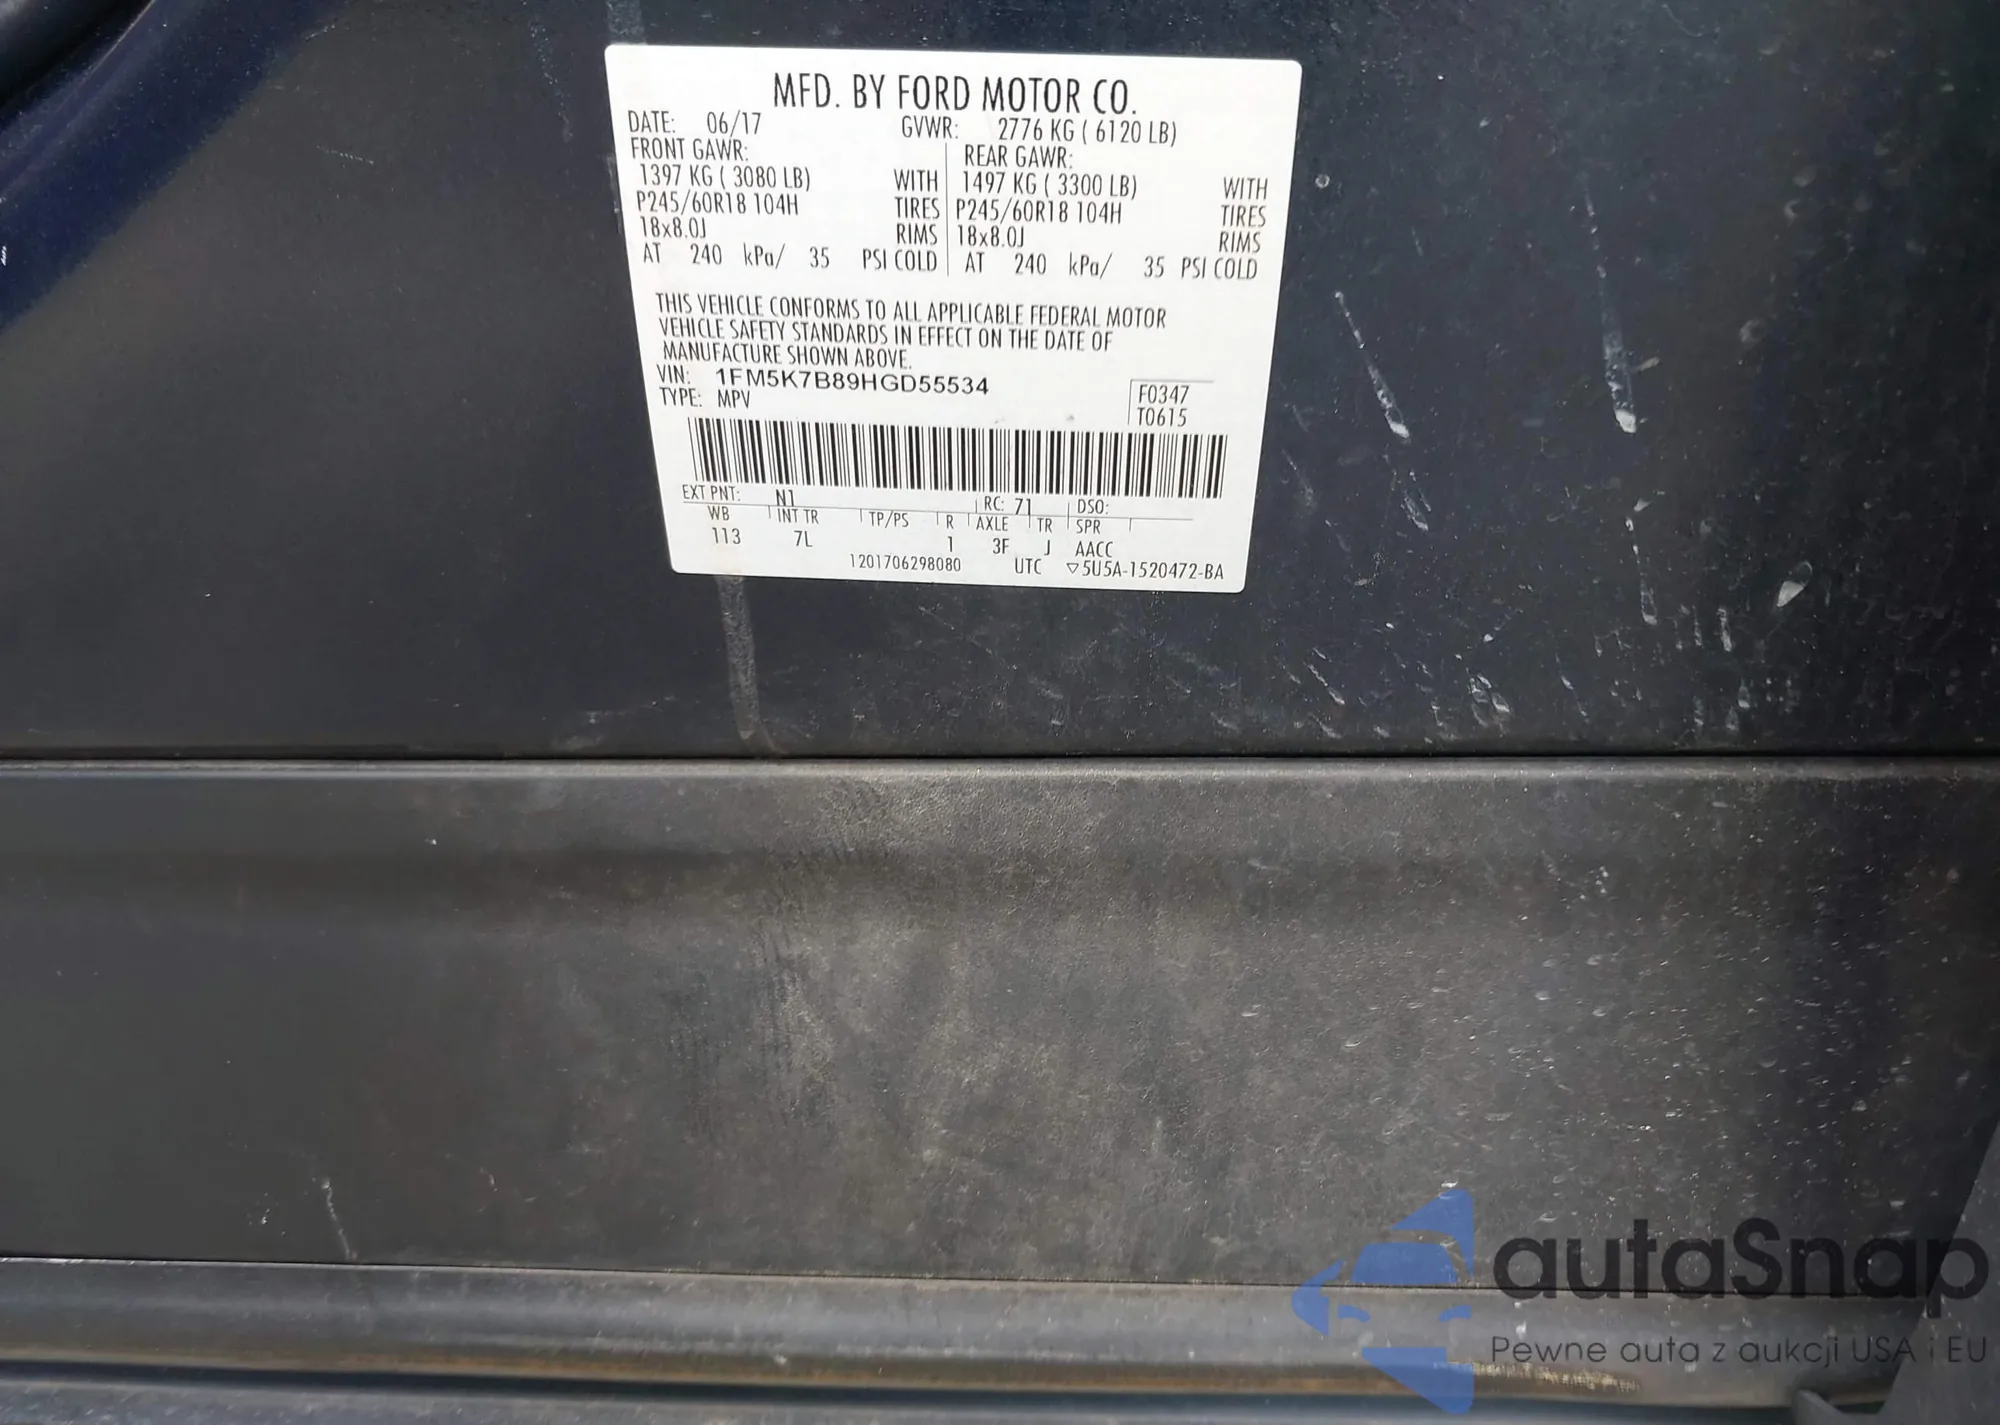 MFD. BY FORD MOTOR CO.
DATE: 06/17 GVWR: 2776 KG ( 6120 LB)
FRONT GAWR: REAR GAWR:
1397 KG ( 3080 LB) WITH 1497 KG ( 3300 LB) WITH
P245/60R18 104H TIRES P245/60R18 104H TIRES
18x8.0J RIMS 18x8.0J RIMS
AT 240 kPa/ 35 PSI COLD AT 240 kPa/ 35 PSI COLD
THIS VEHICLE CONFORMS TO ALL APPLICABLE FEDERAL MOTOR
VEHICLE SAFETY STANDARDS IN EFFECT ON THE DATE OF
MANUFACTURE SHOWN ABOVE.
VIN: 1FM5K7B89HGD55534
TYPE: MPV
F0347
T0615
EXT PNT: N1 RC: 71 DSO:
WB INT TR TP/PS R AXLE TR SPR
113 7L 1 3F J AACC
1201706298080 UTC ▽5U5A-1520472-BA
autaSnap
Pewne auta z aukcji USA i EU